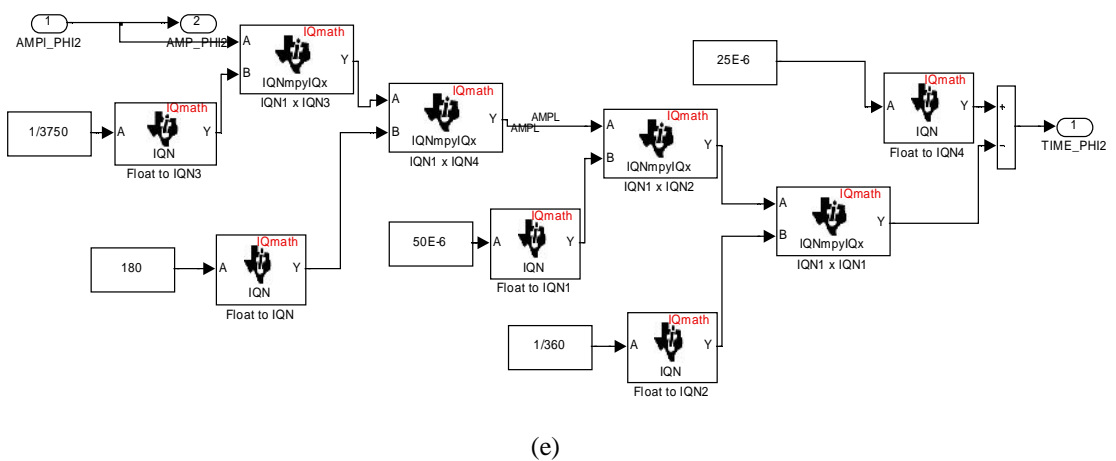 1
AMPI_PHI2
2
AMP_PHI2
IQmath
A
B
Y
IQNmpyIQx
IQN1 x IQN3
1/3750
IQmath
A
Y
IQN
Float to IQN3
IQmath
A
B
Y
IQNmpyIQx
IQN1 x IQN4
AMPL
AMPL
180
IQmath
A
Y
IQN
Float to IQN
IQmath
A
B
Y
IQNmpyIQx
IQN1 x IQN2
50E-6
IQmath
A
Y
IQN
Float to IQN1
IQmath
A
B
Y
IQNmpyIQx
IQN1 x IQN1
1/360
IQmath
A
Y
IQN
Float to IQN2
25E-6
IQmath
A
Y
IQN
Float to IQN4
+
−
1
TIME_PHI2
(e)